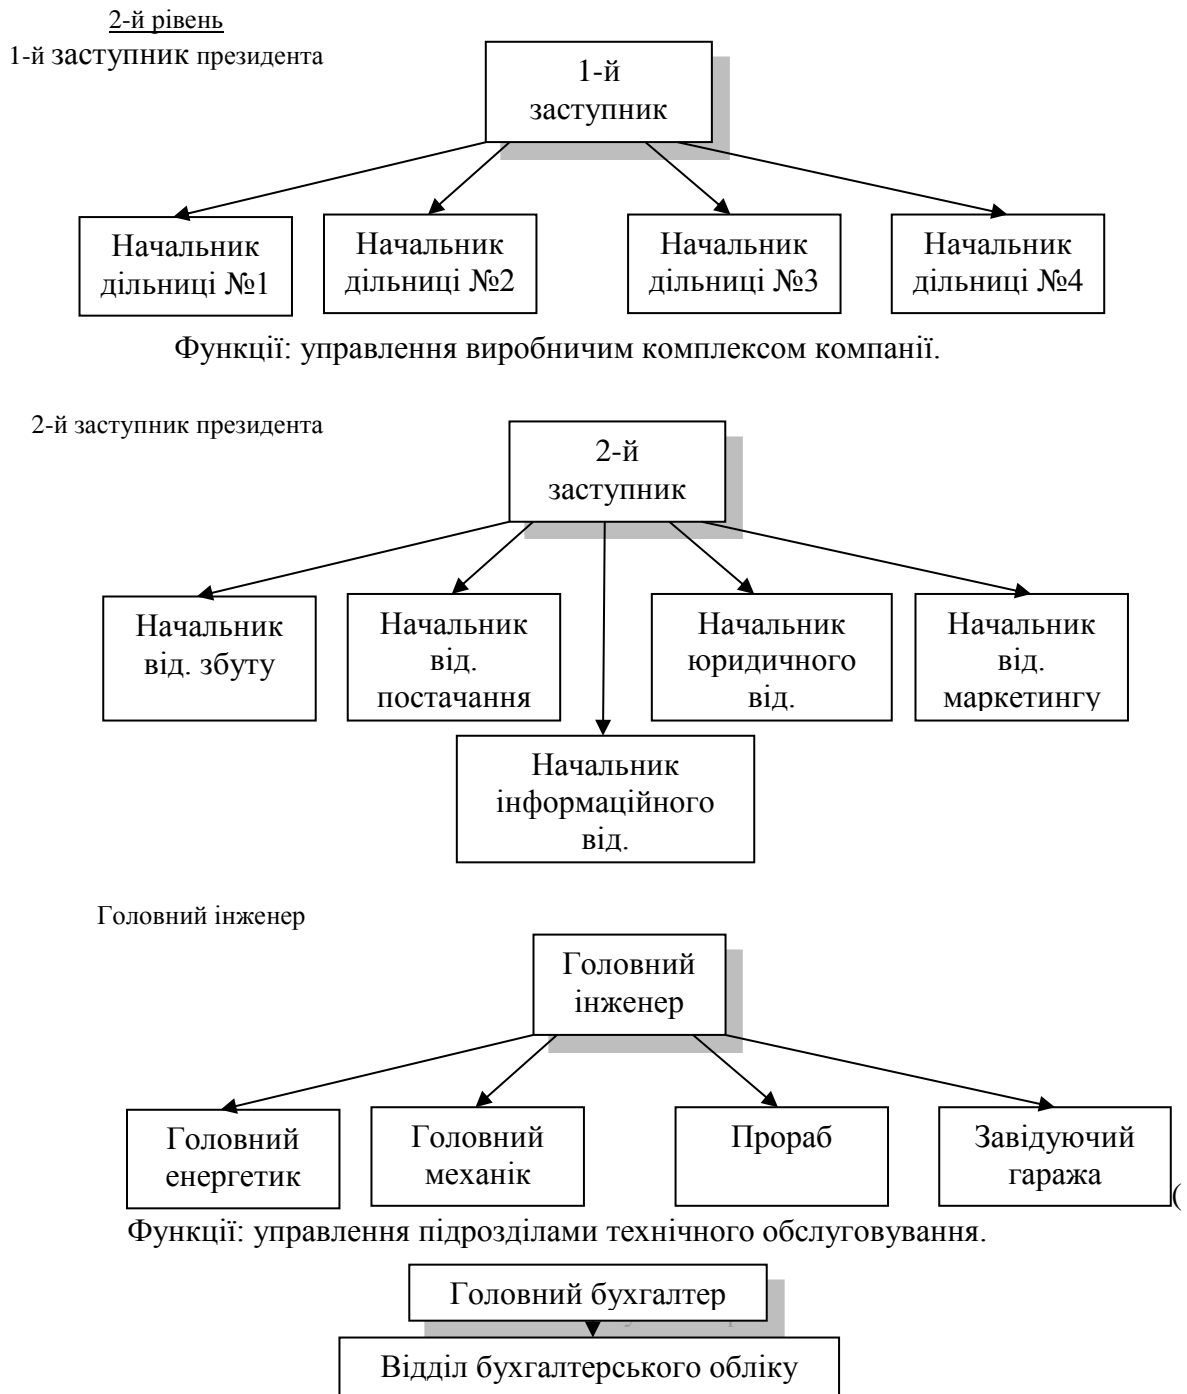 2-й рівень
1-й заступник президента
1-й
заступник
Начальник
дільниці №1
Начальник
дільниці №2
Начальник
дільниці №3
Начальник
дільниці №4
Функції: управління виробничим комплексом компанії.
2-й заступник президента
2-й
заступник
Начальник
від. збуту
Начальник
від.
постачання
Начальник
юридичного
від.
Начальник
від.
маркетингу
Начальник
інформаційного
від.
Головний інженер
Головний
інженер
Головний
енергетик
Головний
механік
Прораб
Завідуючий
гаража
(
Функції: управління підрозділами технічного обслуговування.
Головний бухгалтер
Відділ бухгалтерського обліку